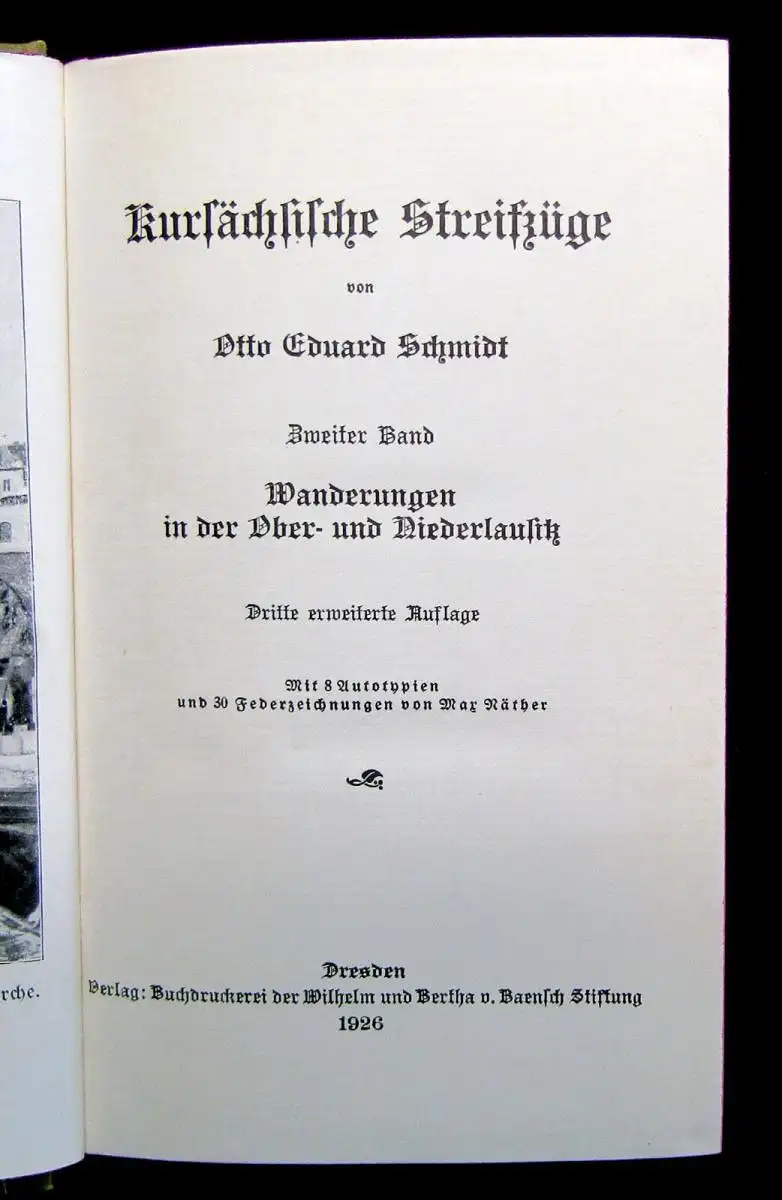 Kursächsische Streifzüge
von
Otto Eduard Schmidt
Zweiter Band
Wanderungen
in der Ober- und Niederlausitz
Dritte erweiterte Auflage
Mit 8 Autotypien
und 30 Federzeichnungen von Max Näther
Dresden
Verlag: Buchdruckerei der Wilhelm und Bertha v. Baensch Stiftung
1926
rche.